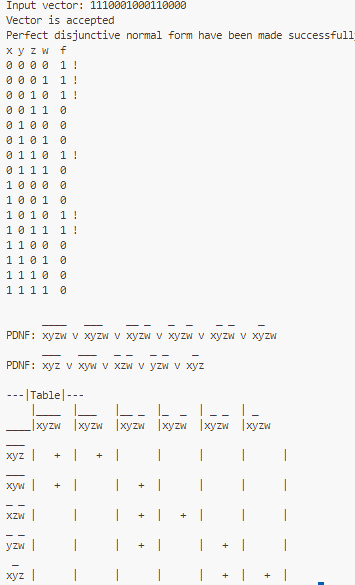 Input vector: 1110001000110000
Vector is accepted
Perfect disjunctive normal form have been made successfull
x y z w  f
0 0 0 0  1 !
0 0 0 1  1 !
0 0 1 0  1 !
0 0 1 1  0
0 1 0 0  0
0 1 0 1  0
0 1 1 0  1 !
0 1 1 1  0
1 0 0 0  0
1 0 0 1  0
1 0 1 0  1 !
1 0 1 1  1 !
1 1 0 0  0
1 1 0 1  0
1 1 1 0  0
1 1 1 1  0
      ____   ___    __ _   _  _    _ _    _
PDNF: xyzw v xyzw v xyzw v xyzw v xyzw v xyzw
      ___   ___   _ _   _ _    _
PDNF: xyz v xyw v xzw v yzw v xyz
---|Table|---
    |____  |___   |__ _  |_  _  | _ _  | _
____|xyzw  |xyzw  |xyzw  |xyzw  |xyzw  |xyzw
___
xyz |   +  |   +  |      |      |      |      |
___
xyw |   +  |      |   +  |      |      |      |
_ _
xzw |      |      |   +  |   +  |      |      |
_ _
yzw |      |      |   +  |      |   +  |      |
 _
xyz |      |      |      |      |   +  |   +  |